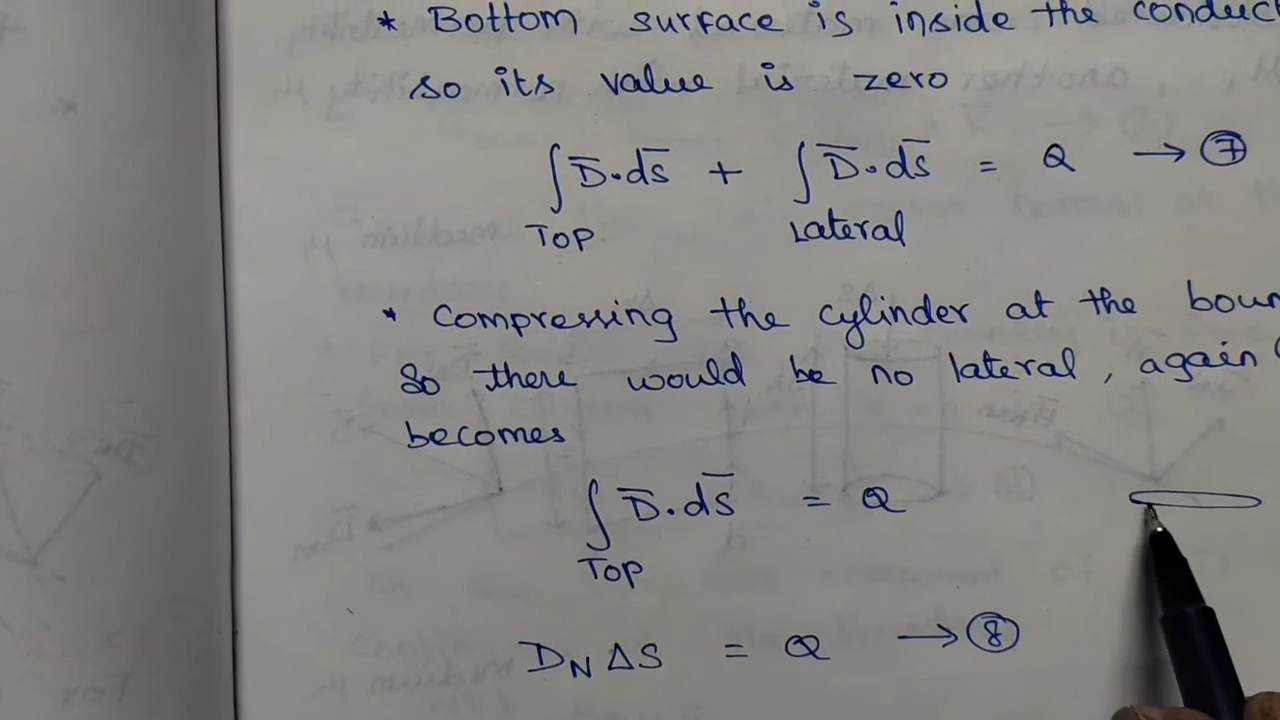 * Bottom surface is inside the conduct
so its value is zero
∫ D̅.ds̅ + ∫ D̅.ds̅ = Q → ⑦
TOP Lateral
* Compressing the cylinder at the boun
So there would be no lateral, again (
becomes
∫ D̅.ds̅ = Q
TOP
D_N ΔS = Q → ⑧